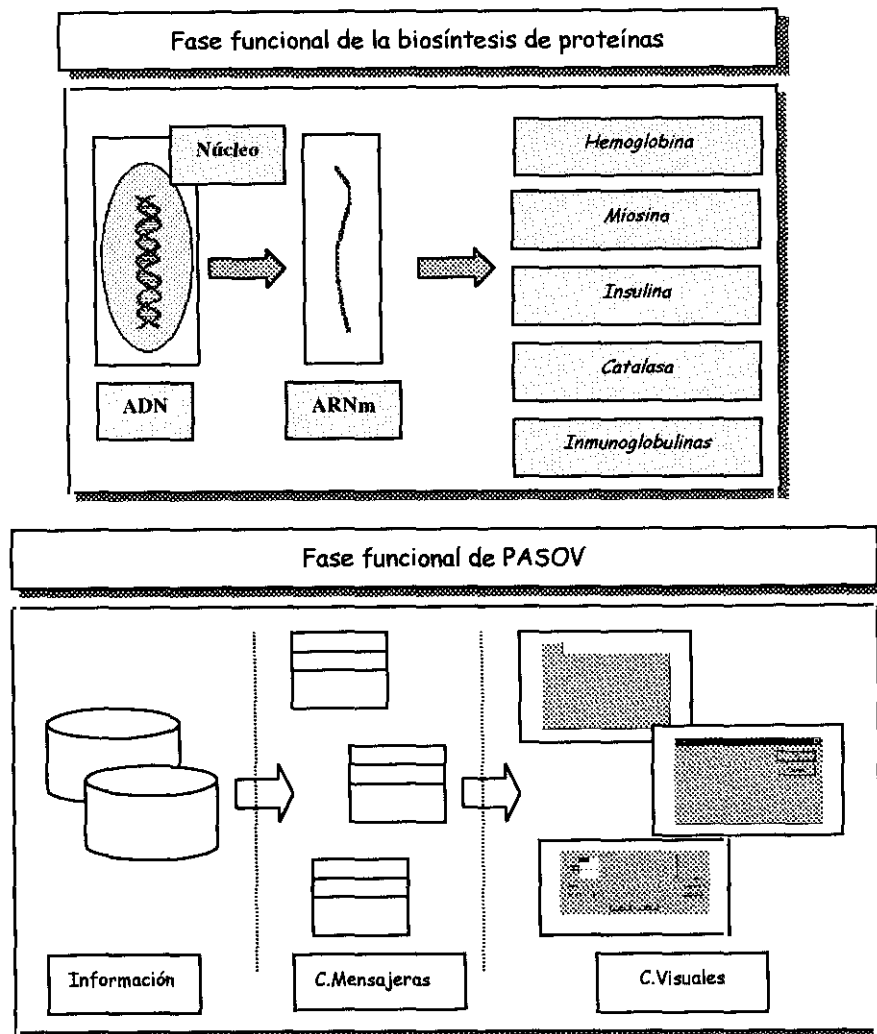 Fase funcional de la biosíntesis de proteínas
Núcleo
ADN
ARNm
Hemoglobina
Miosina
Insulina
Catalasa
Inmunoglobulinas
Fase funcional de PASOV
Información
C.Mensajeras
C.Visuales